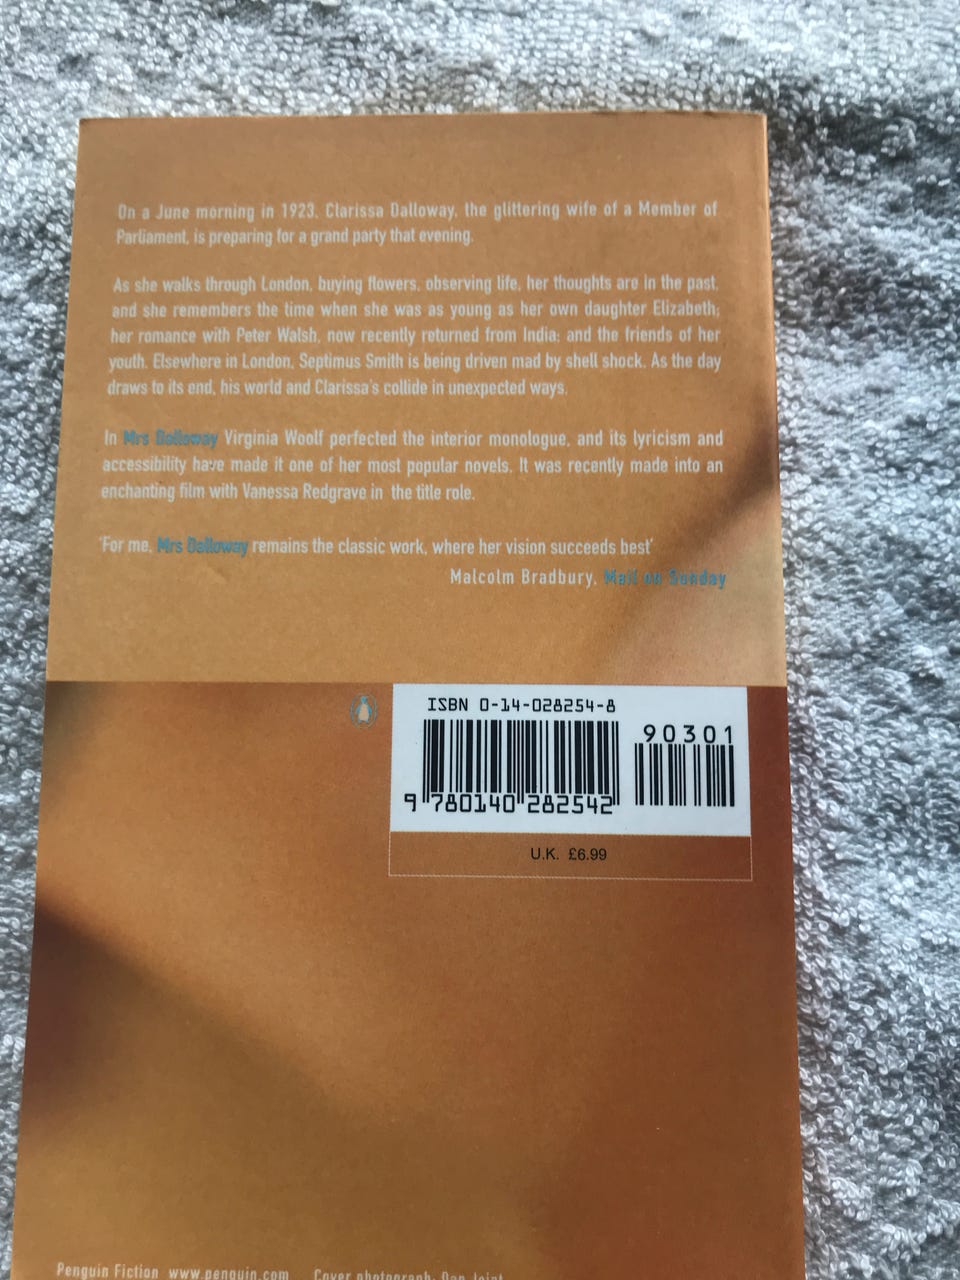 On a June morning in 1923, Clarissa Dalloway, the glittering wife of a Member of
Parliament, is preparing for a grand party that evening.
As she walks through London, buying flowers, observing life, her thoughts are in the past,
and she remembers the time when she was as young as her own daughter Elizabeth;
her romance with Peter Walsh, now recently returned from India; and the friends of her
youth. Elsewhere in London, Septimus Smith is being driven mad by shell shock. As the day
draws to its end, his world and Clarissa's collide in unexpected ways.
In Mrs Dalloway Virginia Woolf perfected the interior monologue, and its lyricism and
accessibility have made it one of her most popular novels. It was recently made into an
enchanting film with Vanessa Redgrave in the title role.
'For me, Mrs Dalloway remains the classic work, where her vision succeeds best'
Malcolm Bradbury, Mail on Sunday
ISBN 0-14-028254-8
90301
9 780140 282542
U.K. £6.99
Penguin Fiction www.penguin.com Cover photograph: Dan